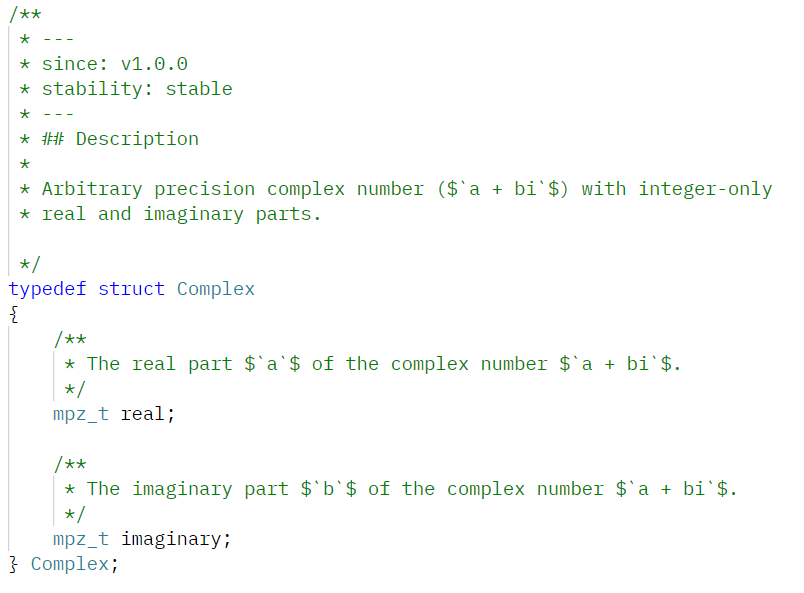 /**
 * ---
 * since: v1.0.0
 * stability: stable
 * ---
 * ## Description
 *
 * Arbitrary precision complex number ($`a + bi`$) with integer-only
 * real and imaginary parts.

 */
typedef struct Complex
{
    /**
     * The real part $`a`$ of the complex number $`a + bi`$.
     */
    mpz_t real;

    /**
     * The imaginary part $`b`$ of the complex number $`a + bi`$.
     */
    mpz_t imaginary;
} Complex;